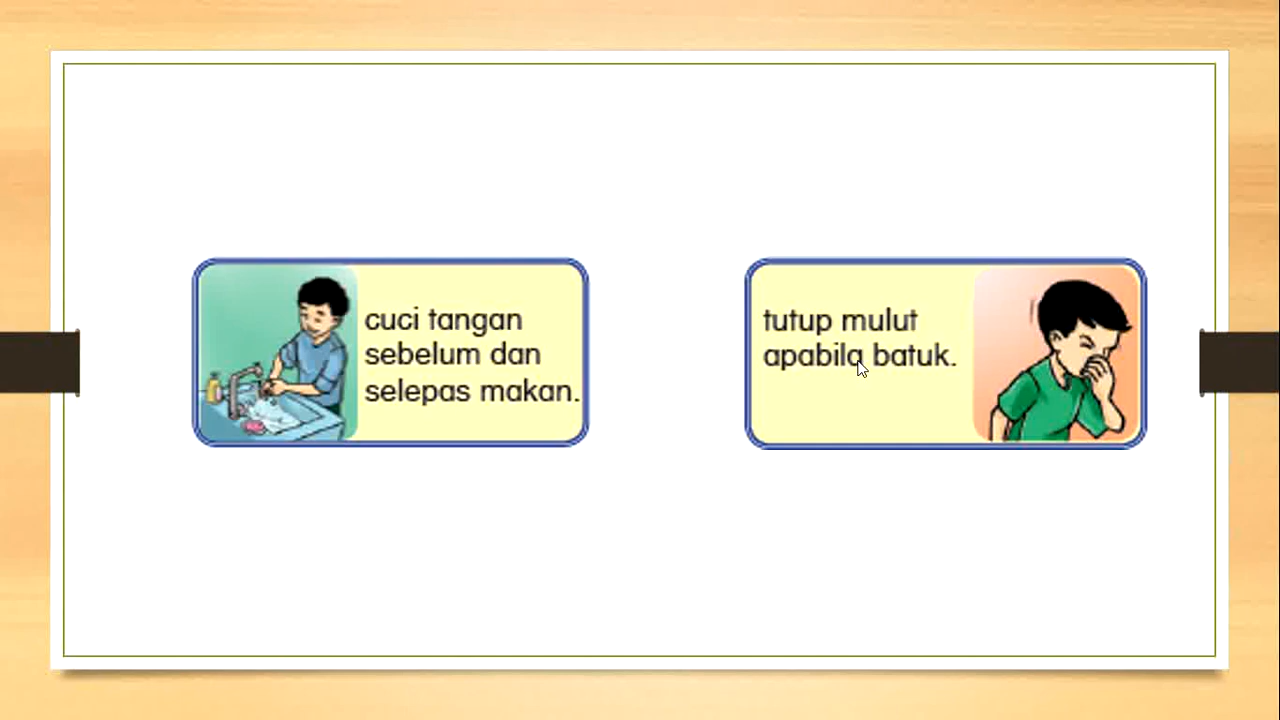 cuci tangan
sebelum dan
selepas makan.
tutup mulut
apabila batuk.